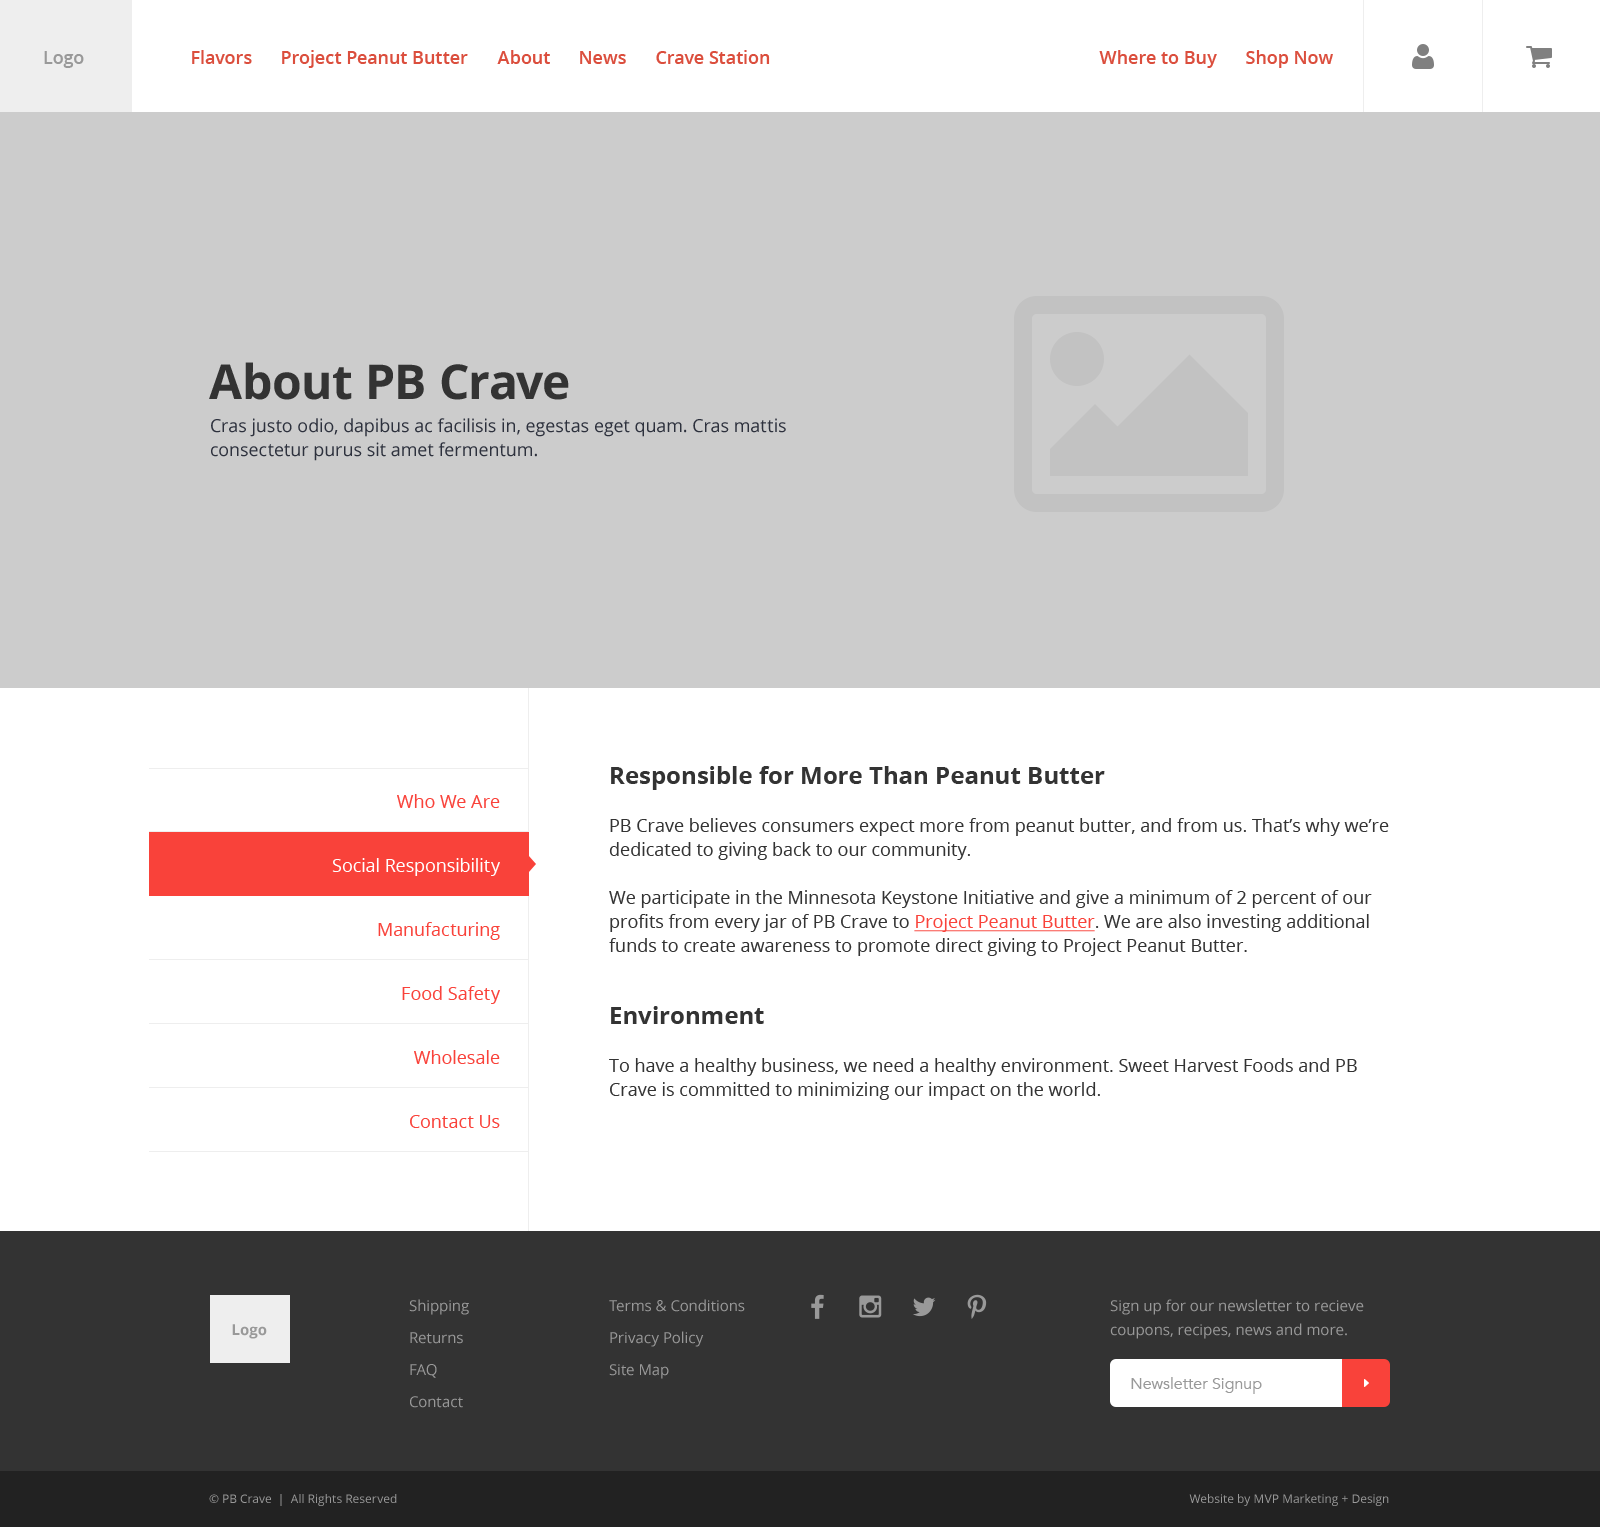 Logo
Flavors
Project Peanut Butter
About
News
Crave Station
Where to Buy
Shop Now
About PB Crave
Cras justo odio, dapibus ac facilisis in, egestas eget quam. Cras mattis
consectetur purus sit amet fermentum.
Who We Are
Social Responsibility
Manufacturing
Food Safety
Wholesale
Contact Us
Responsible for More Than Peanut Butter
PB Crave believes consumers expect more from peanut butter, and from us. That’s why we’re
dedicated to giving back to our community.
We participate in the Minnesota Keystone Initiative and give a minimum of 2 percent of our
profits from every jar of PB Crave to Project Peanut Butter. We are also investing additional
funds to create awareness to promote direct giving to Project Peanut Butter.
Environment
To have a healthy business, we need a healthy environment. Sweet Harvest Foods and PB
Crave is committed to minimizing our impact on the world.
Logo
Shipping
Returns
FAQ
Contact
Terms & Conditions
Privacy Policy
Site Map
Sign up for our newsletter to recieve
coupons, recipes, news and more.
Newsletter Signup
© PB Crave | All Rights Reserved
Website by MVP Marketing + Design